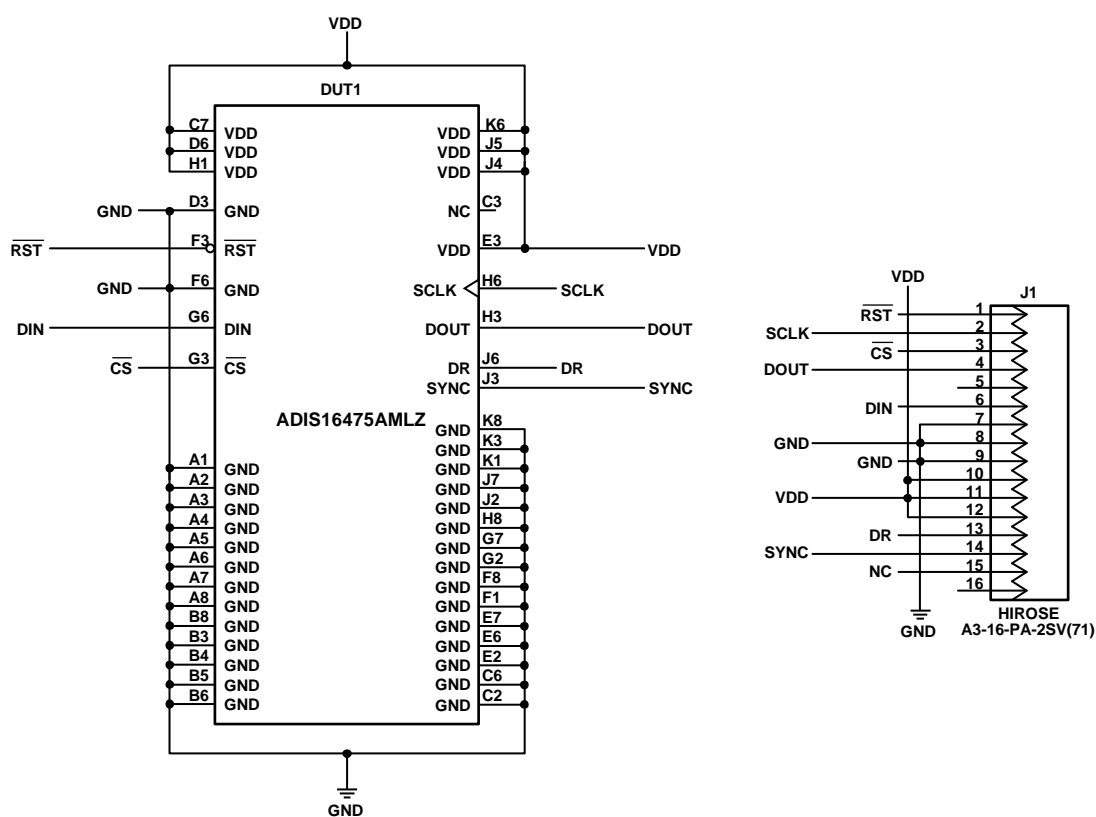 VDD
DUT1
C7 VDD VDD K6
D6 VDD VDD J5
H1 VDD VDD J4
GND D3 GND NC C3
RST F3 RST VDD E3 VDD
GND F6 GND SCLK H6 SCLK
DIN G6 DIN DOUT H3 DOUT
CS G3 CS DR J6 DR
SYNC J3 SYNC
ADIS16475AMLZ
GND K8
GND K3
A1 GND GND K1
A2 GND GND J7
A3 GND GND J2
A4 GND GND H8
A5 GND GND G7
A6 GND GND G2
A7 GND GND F8
A8 GND GND F1
B8 GND GND E7
B3 GND GND E6
B4 GND GND E2
B5 GND GND C6
B6 GND GND C2
GND
VDD
J1
RST 1
SCLK 2
CS 3
DOUT 4
5
DIN 6
7
GND 8
GND 9
10
VDD 11
12
DR 13
SYNC 14
NC 15
16
GND
HIROSE
A3-16-PA-2SV(71)